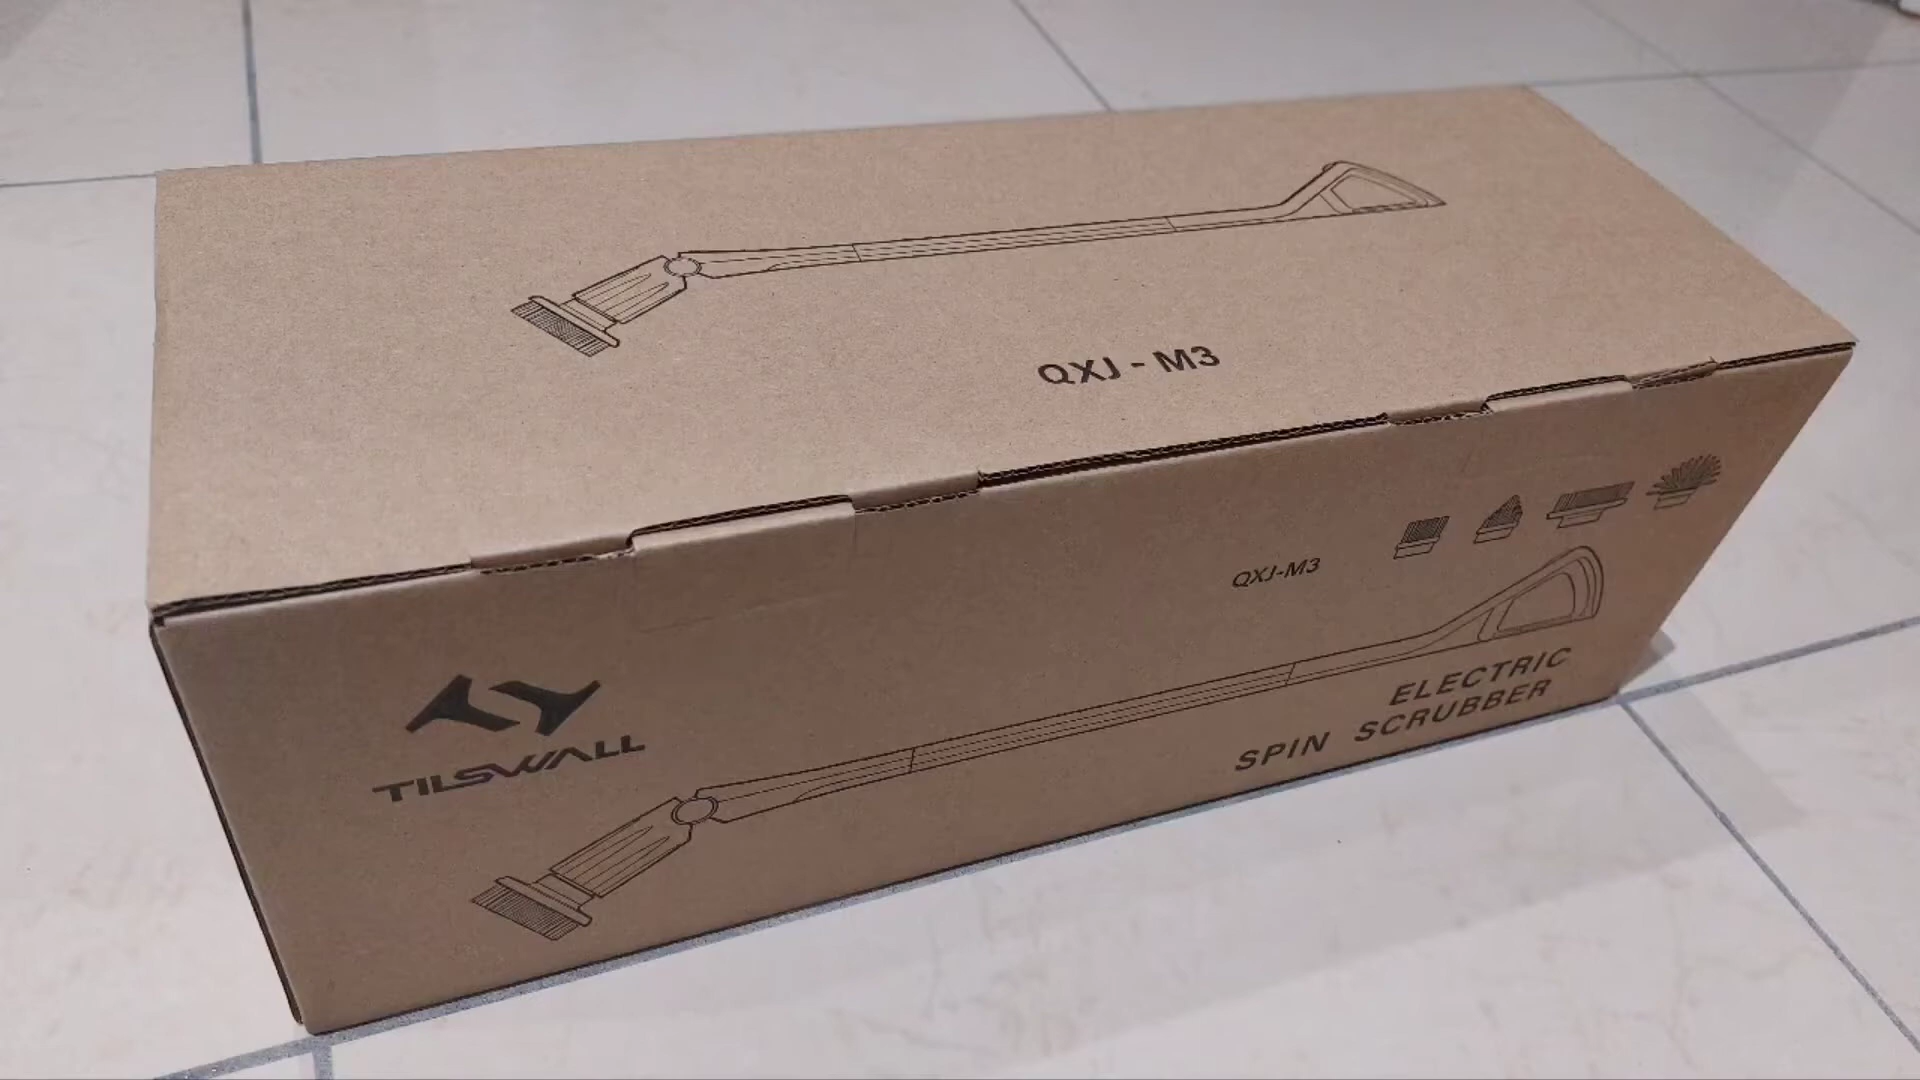 QXJ - M3
QXJ-M3
TILSWALL
ELECTRIC
SPIN SCRUBBER